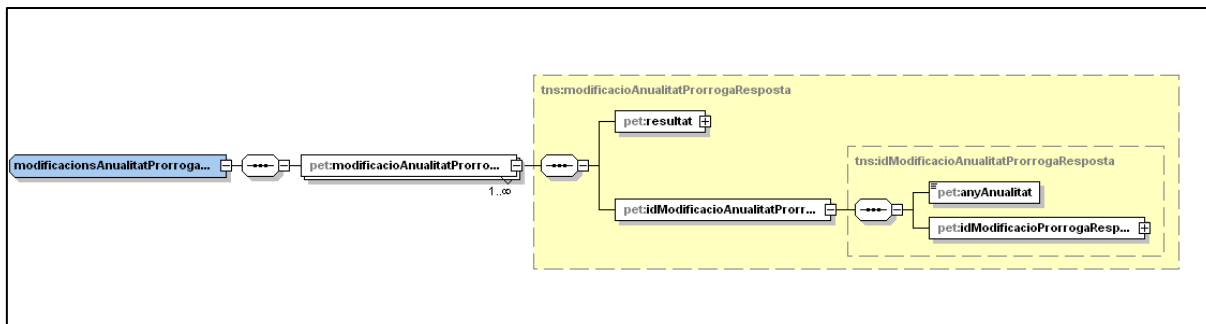 tns:modificacioAnualitatProrrogaResposta
pet:resultat
modificacionsAnualitatProrroga...
pet:modificacioAnualitatProrro...
1..∞
tns:idModificacioAnualitatProrrogaResposta
pet:anyAnualitat
pet:idModificacioAnualitatProrr...
pet:idModificacioProrrogaResp...